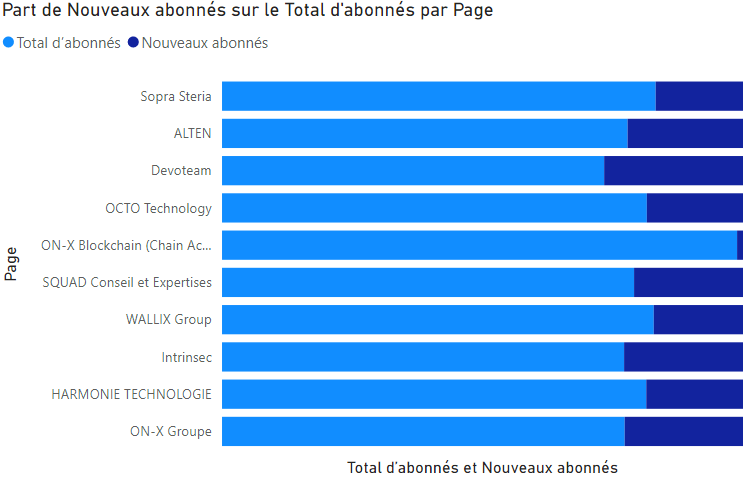 Part de Nouveaux abonnés sur le Total d'abonnés par Page
Total d'abonnés Nouveaux abonnés
Sopra Steria
ALTEN
Devoteam
OCTO Technology
ON-X Blockchain (Chain Ac...
SQUAD Conseil et Expertises
WALLIX Group
Intrinsec
HARMONIE TECHNOLOGIE
ON-X Groupe
Page
Total d'abonnés et Nouveaux abonnés